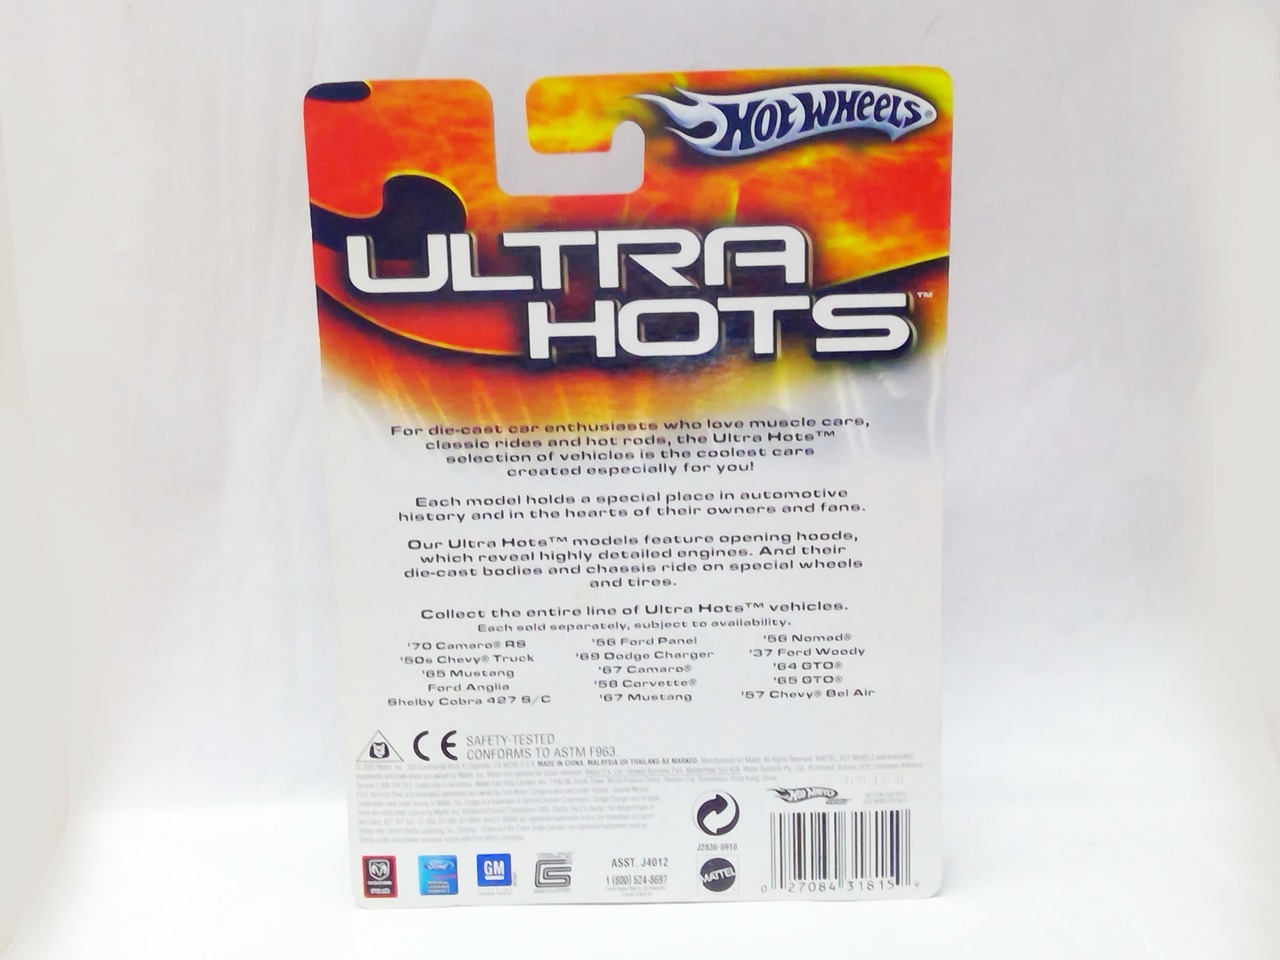 HOT WHEELS®
ULTRA
HOTS™
For die-cast car enthusiasts who love muscle cars,
classic rides and hot rods, the Ultra Hots™
selection of vehicles is the coolest cars
created especially for you!
Each model holds a special place in automotive
history and in the hearts of their owners and fans.
Our Ultra Hots™ models feature opening hoods,
which reveal highly detailed engines. And their
die-cast bodies and chassis ride on special wheels
and tires.
Collect the entire line of Ultra Hots™ vehicles.
Each sold separately, subject to availability.
'70 Camaro® RS
'50s Chevy® Truck
'65 Mustang
Ford Anglia
Shelby Cobra 427 S/C
'56 Ford Panel
'69 Dodge Charger
'67 Camaro®
'58 Corvette®
'67 Mustang
'56 Nomad®
'37 Ford Woody
'64 GTO®
'65 GTO®
'57 Chevy® Bel Air
CE SAFETY-TESTED.
CONFORMS TO ASTM F963.
MADE IN CHINA, MALAYSIA OR THAILAND AS MARKED.
HOT WHEELS
J2836-0910
Ford
GM
ASST. J4012
1 (800) 524-8697
MATTEL
0 27084 31815 9